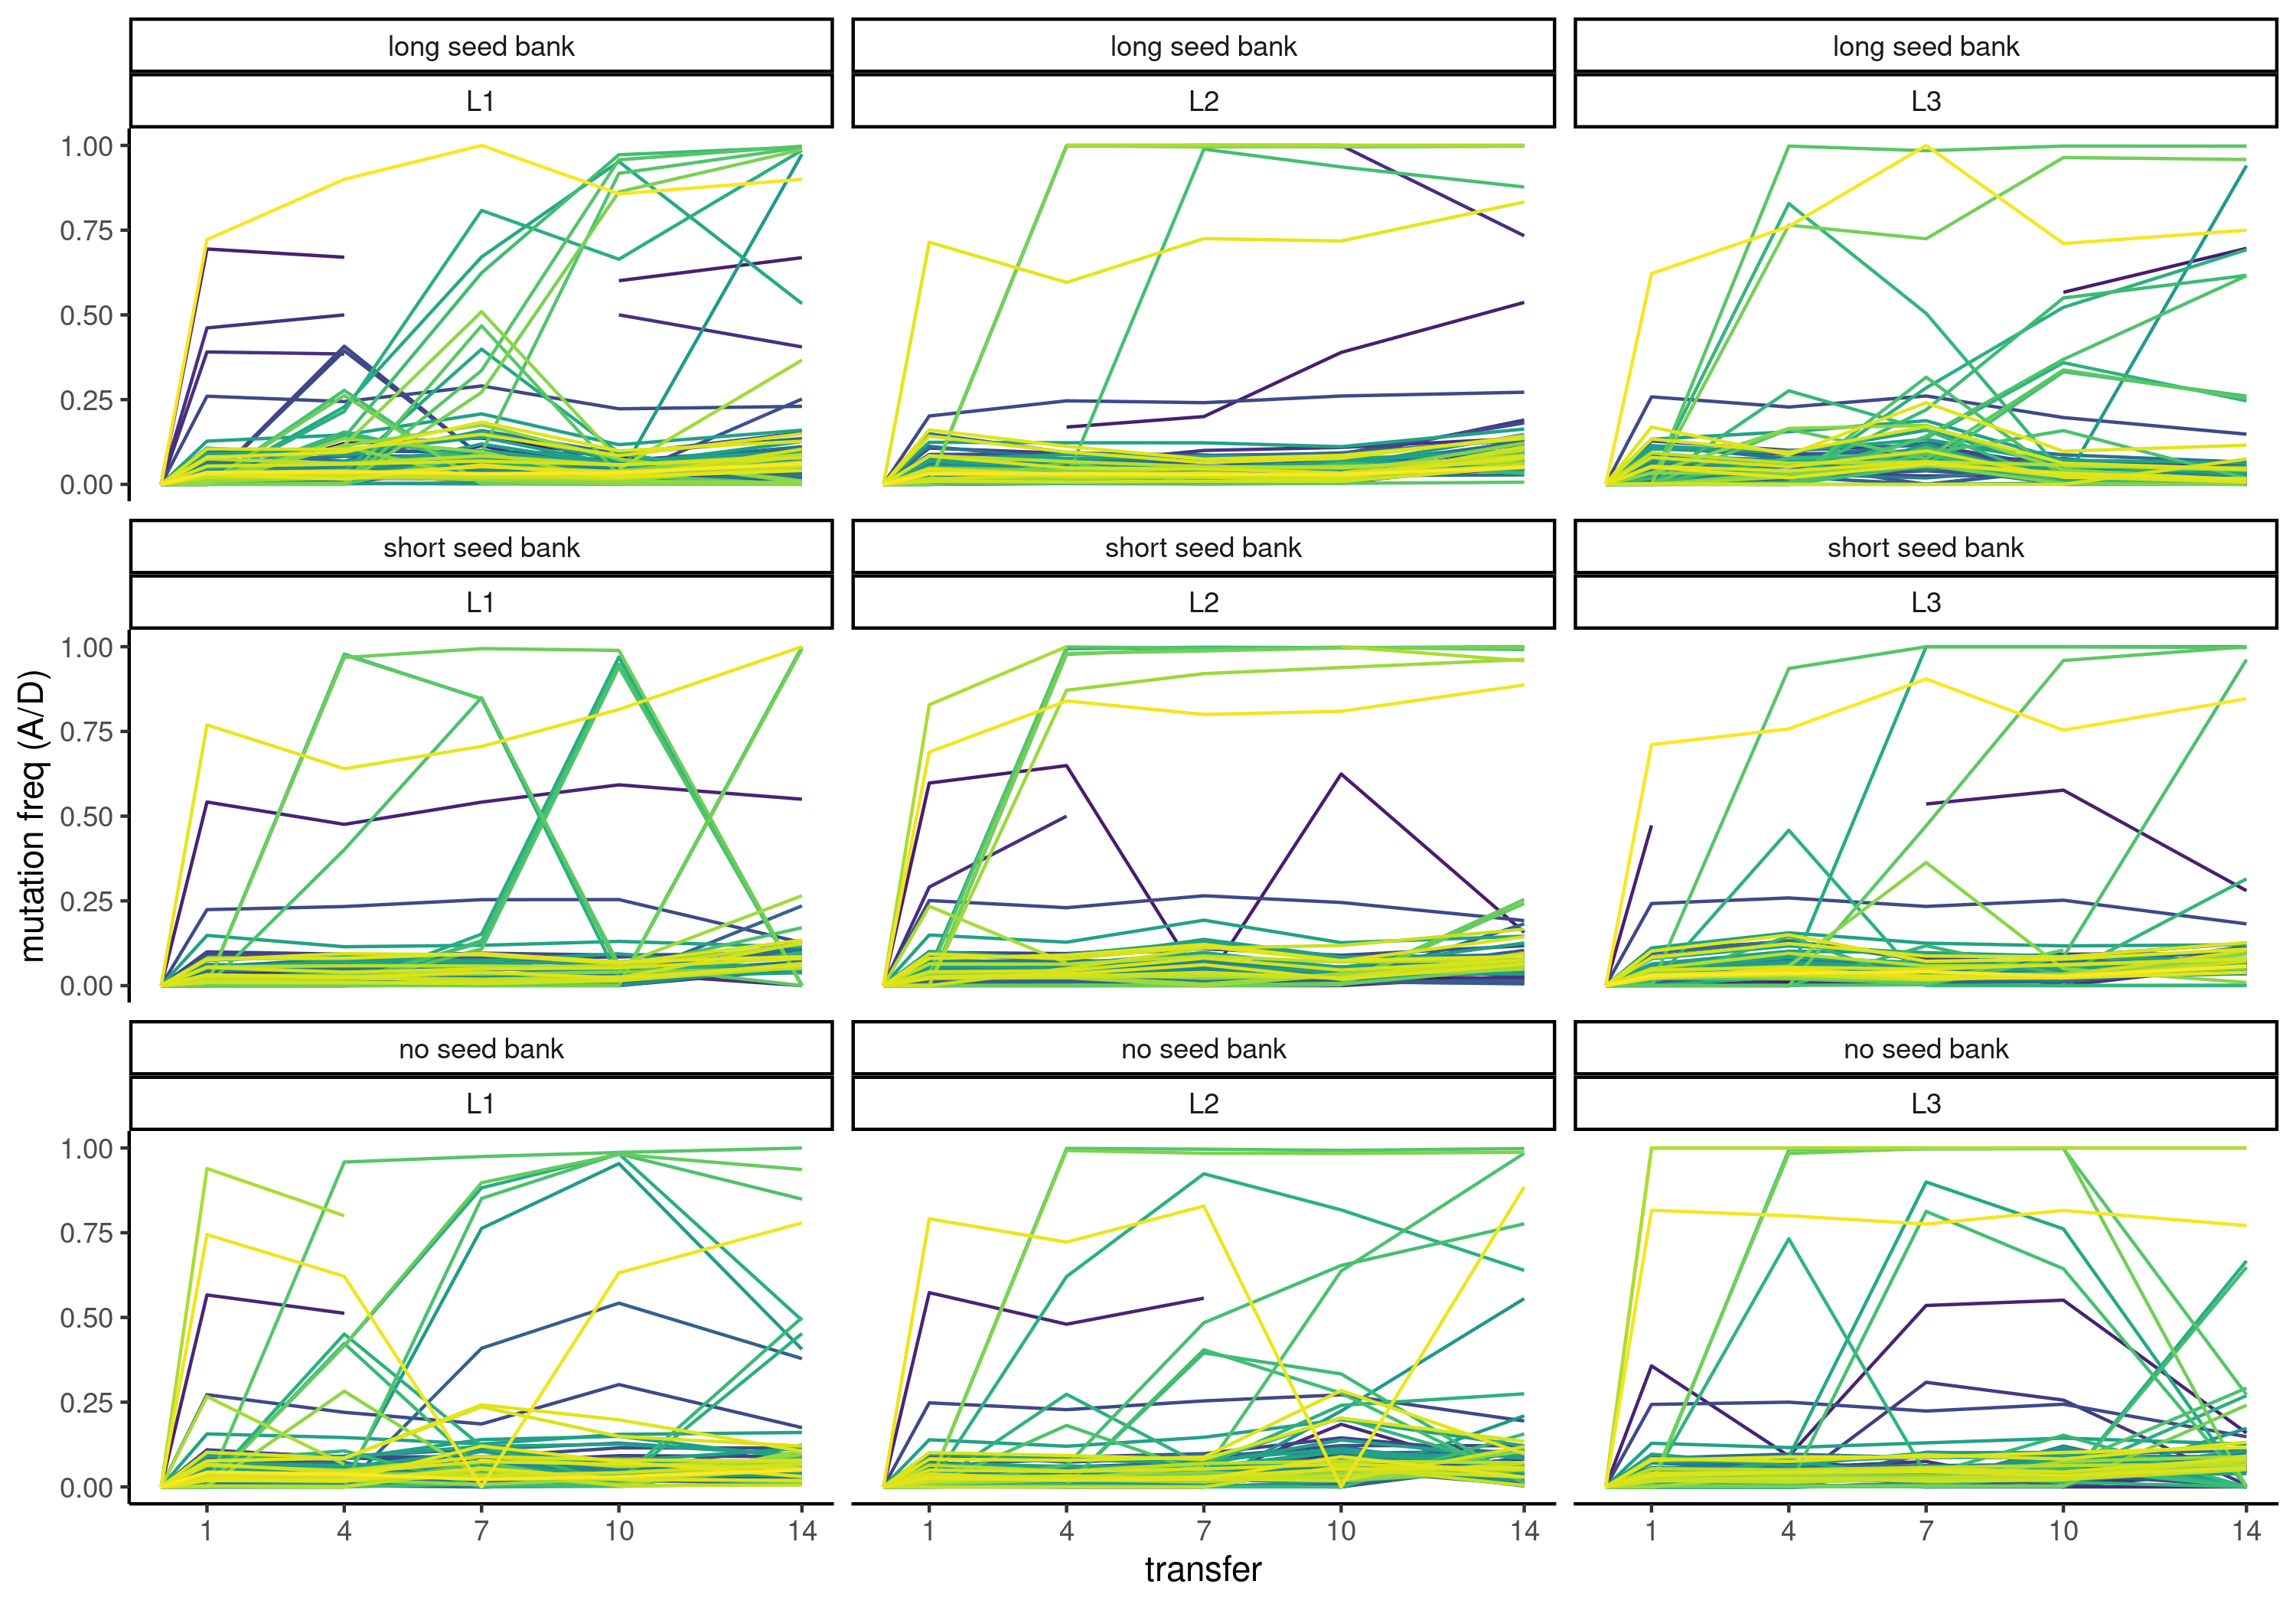 long seed bank long seed bank long seed bank
L1 L2 L3
1.00
0.75
0.50
0.25
0.00
short seed bank short seed bank short seed bank
L1 L2 L3
1.00
0.75
0.50
0.25
0.00
mutation freq (A/D)
no seed bank no seed bank no seed bank
L1 L2 L3
1.00
0.75
0.50
0.25
0.00
1 4 7 10 14 1 4 7 10 14 1 4 7 10 14
transfer